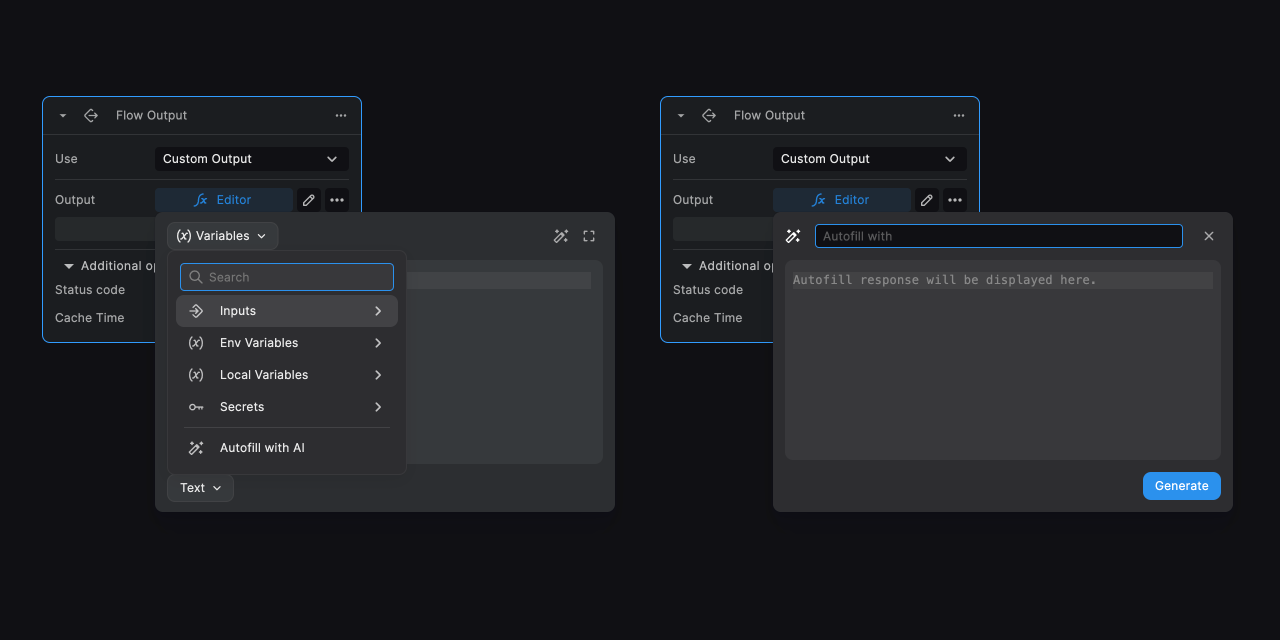 Flow Output
Use
Custom Output
Output
fx Editor
(x) Variables
Additional op
Search
Status code
Inputs
Cache Time
(x) Env Variables
(x) Local Variables
Secrets
Autofill with AI
Text
Flow Output
Use
Custom Output
Output
fx Editor
Autofill with
Additional op
Autofill response will be displayed here.
Status code
Cache Time
Generate